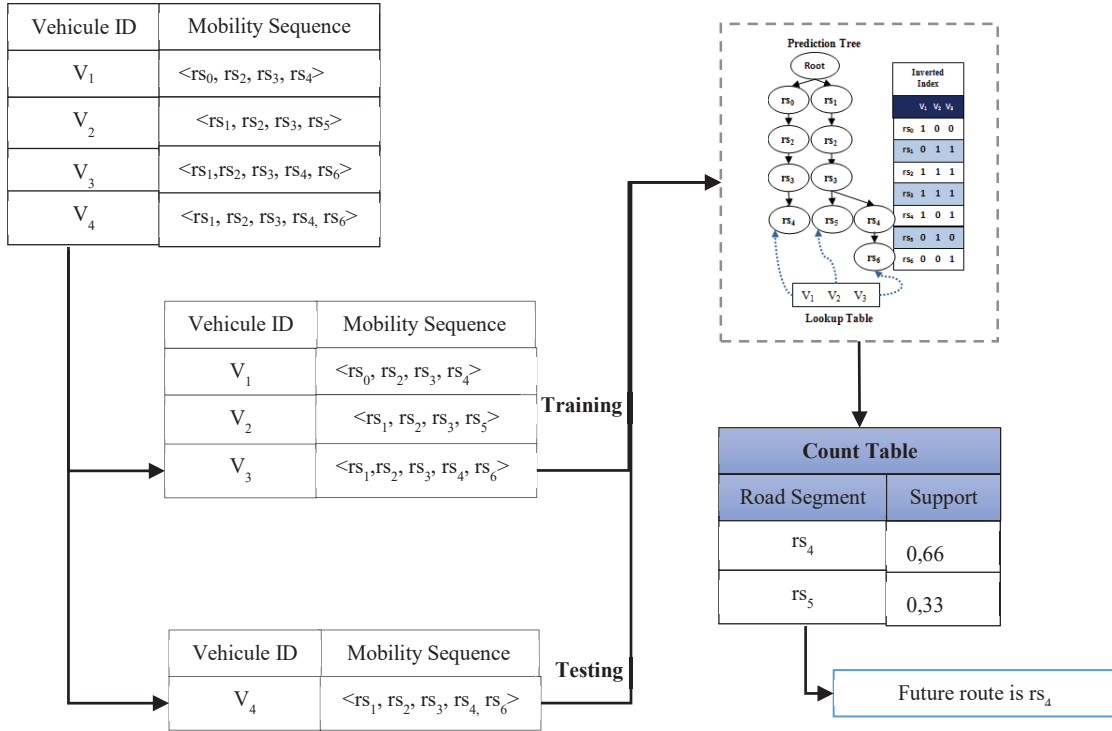 Vehicule ID Mobility Sequence
V1 <rs0, rs2, rs3, rs4>
V2 <rs1, rs2, rs3, rs5>
V3 <rs1,rs2, rs3, rs4, rs6>
V4 <rs1, rs2, rs3, rs4, rs6>
Vehicule ID Mobility Sequence
V1 <rs0, rs2, rs3, rs4>
V2 <rs1, rs2, rs3, rs5>
V3 <rs1,rs2, rs3, rs4, rs6>
Training
Vehicule ID Mobility Sequence
V4 <rs1, rs2, rs3, rs4, rs6>
Testing
Prediction Tree
Root
rs0 rs1
rs2 rs2
rs3 rs3
rs4 rs5 rs4
rs6
V1 V2 V3
Lookup Table
Inverted
Index
V1 V2 V3
rs0 1 0 0
rs1 0 1 1
rs2 1 1 1
rs3 1 1 1
rs4 1 0 1
rs5 0 1 0
rs6 0 0 1
Count Table
Road Segment Support
rs4 0,66
rs5 0,33
Future route is rs4